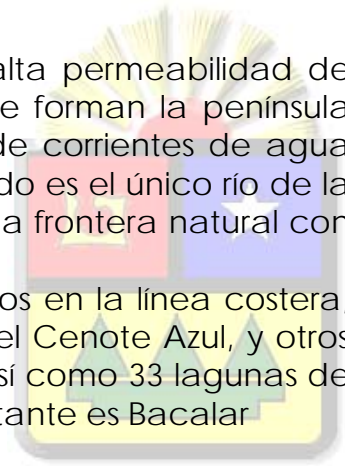 alta permeabilidad de
e forman la península
de corrientes de agua
do es el único río de la
a frontera natural con
os en la línea costera,
el Cenote Azul, y otros
sí como 33 lagunas de
tante es Bacalar